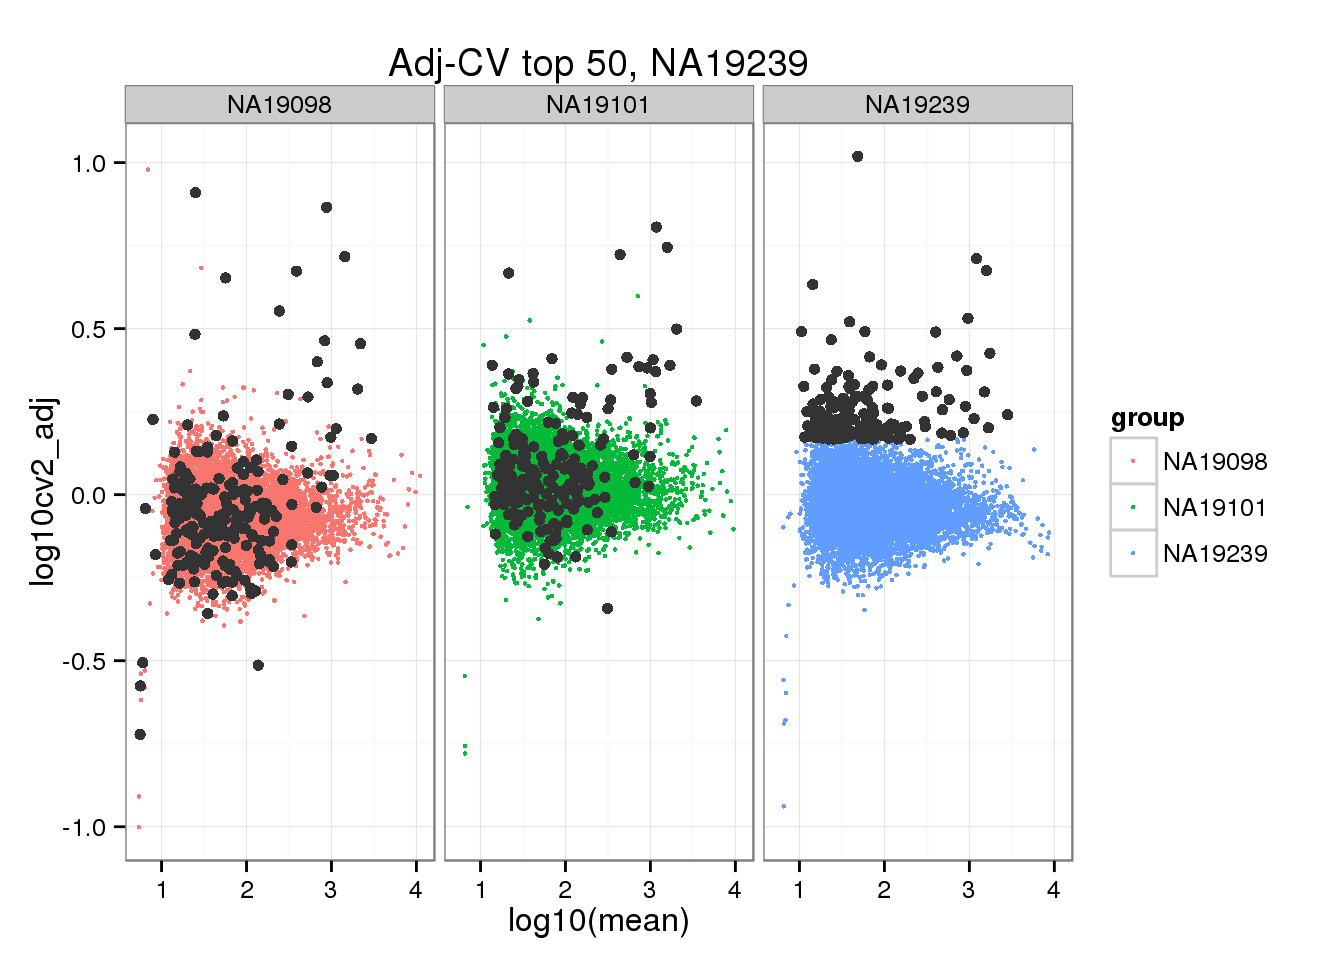 Adj-CV top 50, NA19239
NA19098 NA19101 NA19239
1.0
0.5
0.0
-0.5
-1.0
log10cv2_adj
1 2 3 4 1 2 3 4 1 2 3 4
log10(mean)
group
NA19098
NA19101
NA19239